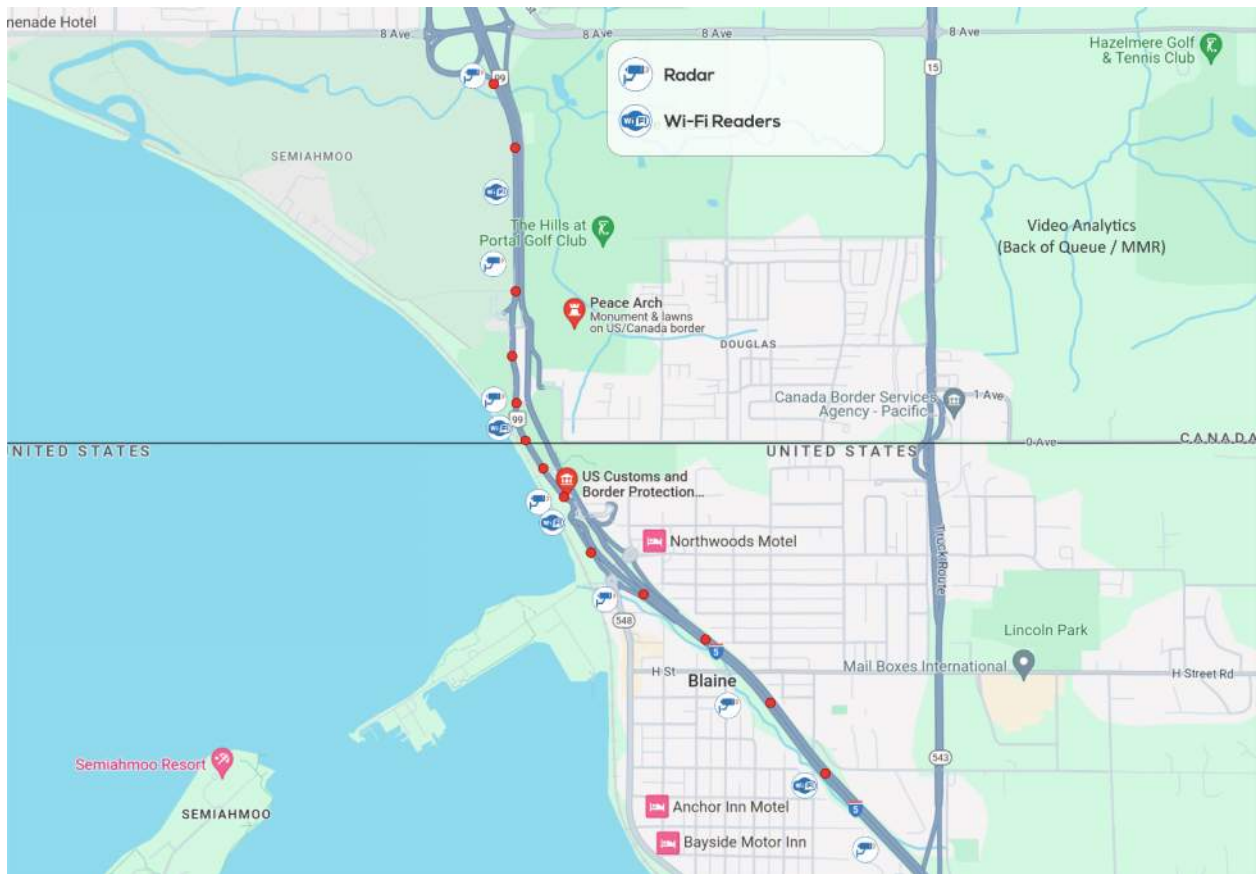 menade Hotel
8 Ave
8 Ave
8 Ave
8 Ave
Hazelmere Golf
& Tennis Club
Radar
Wi-Fi Readers
99
15
SEMIAHMOO
The Hills at
Portal Golf Club
Video Analytics
(Back of Queue / MMR)
Peace Arch
Monument & lawns
on US/Canada border
DOUGLAS
Canada Border Services
Agency - Pacific...
1 Ave
99
0 Ave
CANADA
UNITED STATES
UNITED STATES
US Customs and
Border Protection...
Northwoods Motel
Truck Route
548
Lincoln Park
5
Mail Boxes International
H St
H Street Rd
Blaine
Semiahmoo Resort
543
SEMIAHMOO
Anchor Inn Motel
5
Bayside Motor Inn